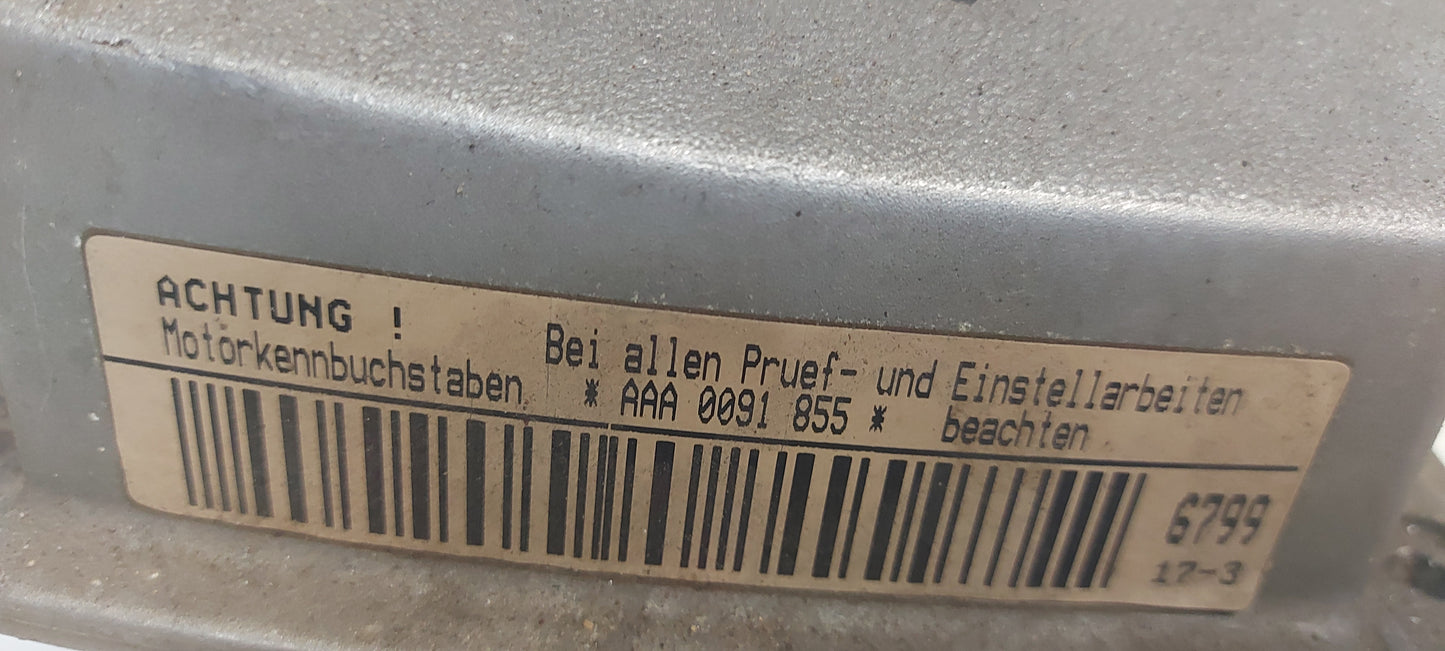 ACHTUNG ! Bei allen Pruef- und Einstellarbeiten
Motorkennbuchstaben * AAA 0091 855 * beachten
6799
17-3